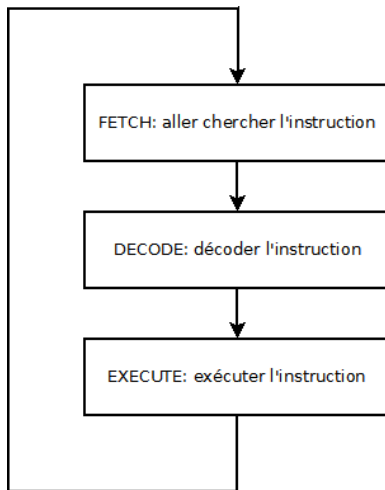 FETCH: aller chercher l'instruction
DECODE: décoder l'instruction
EXECUTE: exécuter l'instruction